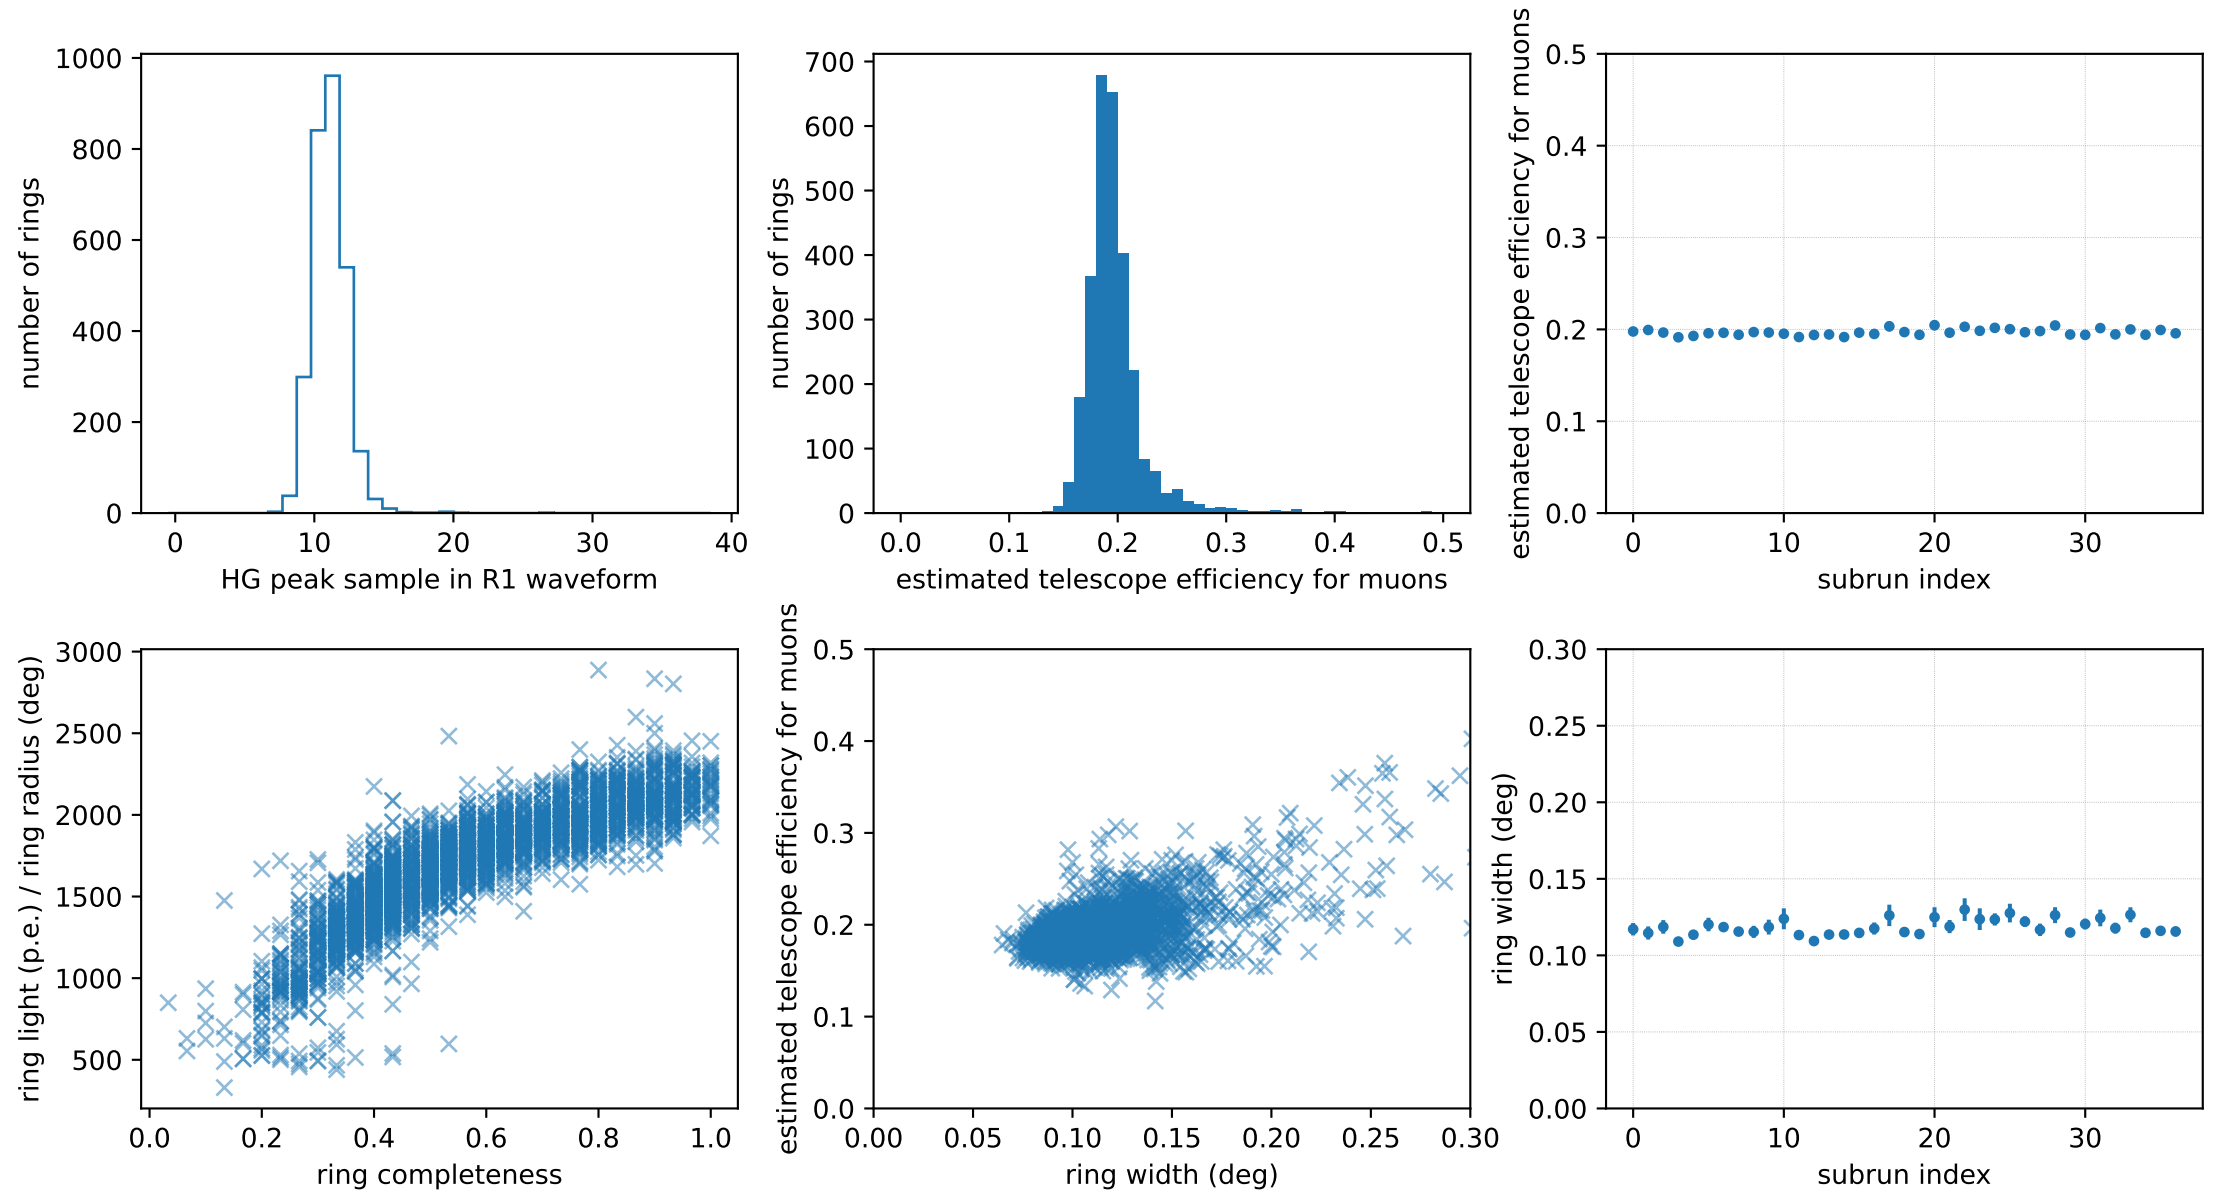 1000
800
600
400
200
0
number of rings
0 10 20 30 40
HG peak sample in R1 waveform
700
600
500
400
300
200
100
0
number of rings
0.0 0.1 0.2 0.3 0.4 0.5
estimated telescope efficiency for muons
0.5
0.4
0.3
0.2
0.1
0.0
estimated telescope efficiency for muons
0 10 20 30
subrun index
3000
2500
2000
1500
1000
500
ring light (p.e.) / ring radius (deg)
0.0 0.2 0.4 0.6 0.8 1.0
ring completeness
0.5
0.4
0.3
0.2
0.1
0.0
estimated telescope efficiency for muons
0.00 0.05 0.10 0.15 0.20 0.25 0.30
ring width (deg)
0.30
0.25
0.20
0.15
0.10
0.05
0.00
ring width (deg)
0 10 20 30
subrun index